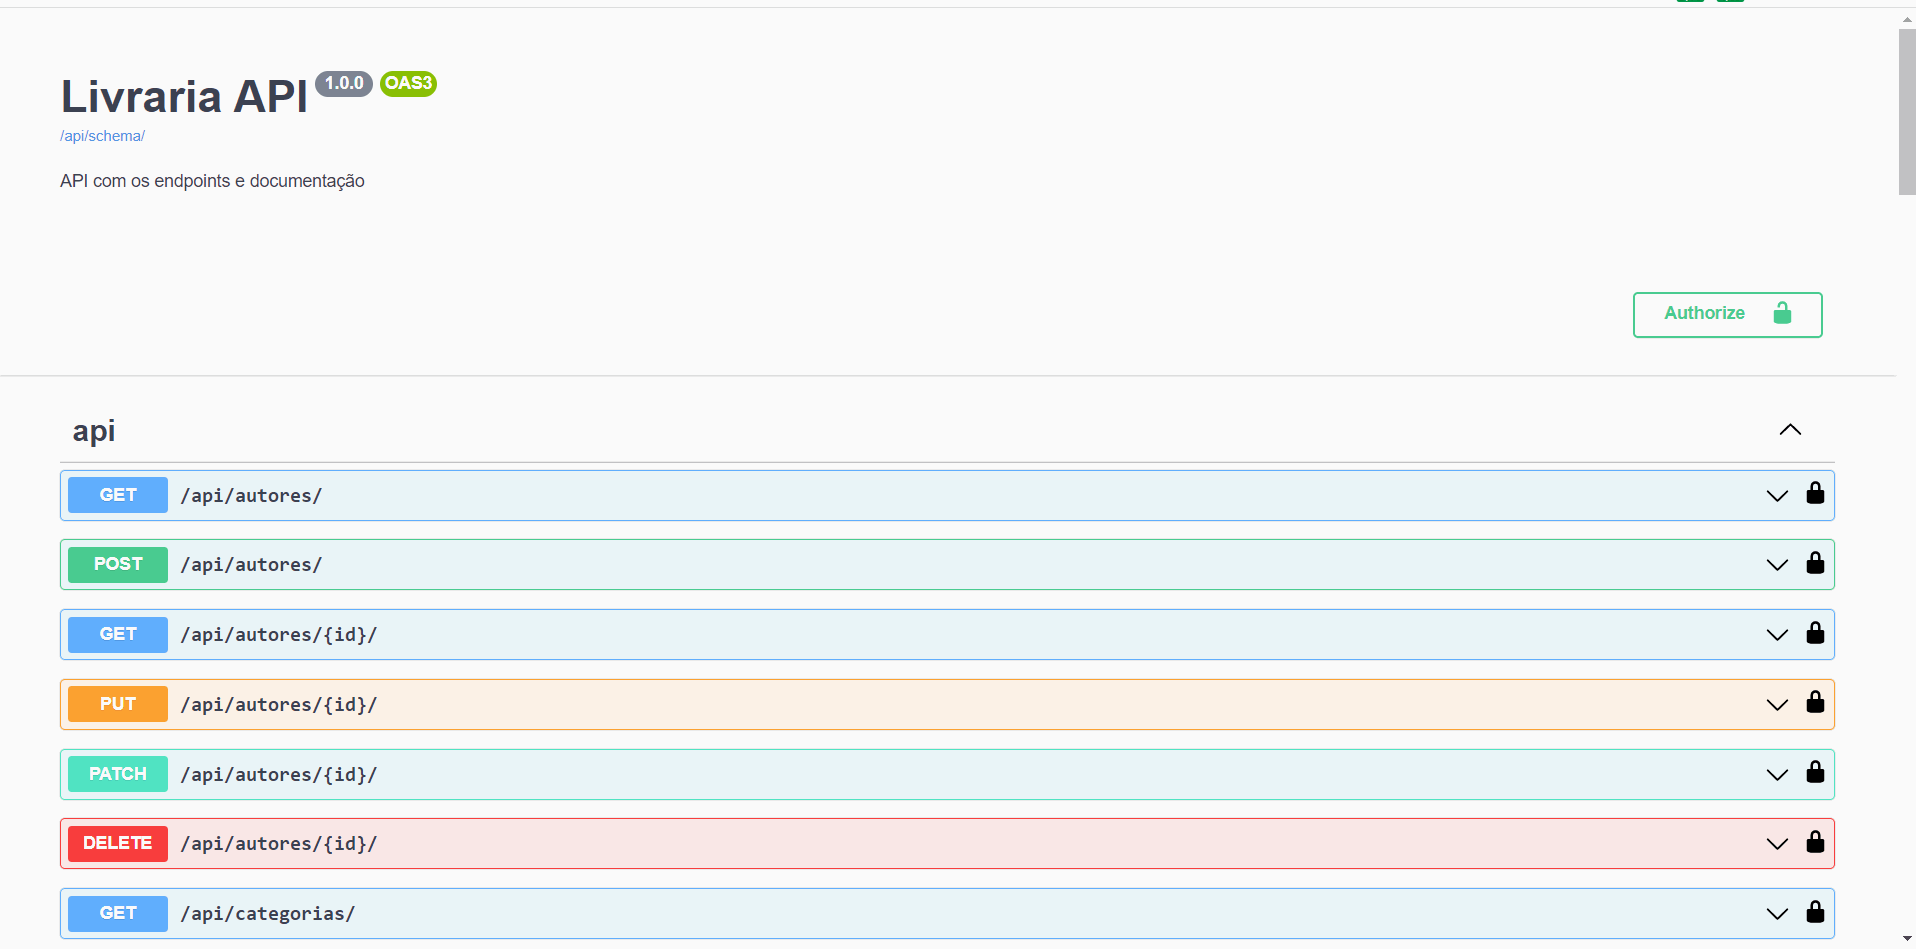 Livraria API 1.0.0 OAS3
/api/schema/
API com os endpoints e documentação
Authorize
api
GET /api/autores/
POST /api/autores/
GET /api/autores/{id}/
PUT /api/autores/{id}/
PATCH /api/autores/{id}/
DELETE /api/autores/{id}/
GET /api/categorias/